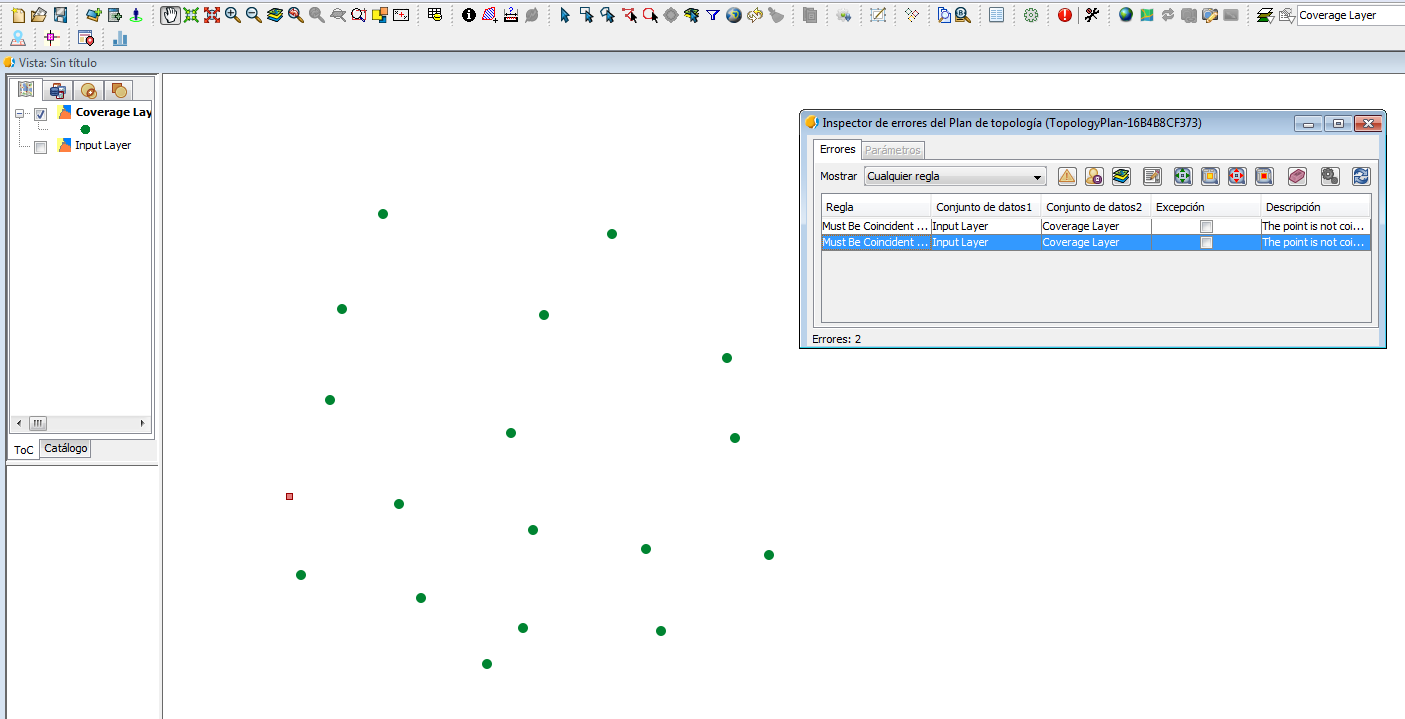 Coverage Layer
Vista: Sin título
Coverage Lay
Input Layer
ToC Catálogo
Inspector de errores del Plan de topología (TopologyPlan-16B4B8CF373)
Errores Parámetros
Mostrar Cualquier regla
Regla Conjunto de datos1 Conjunto de datos2 Excepción Descripción
Must Be Coincident ... Input Layer Coverage Layer The point is not coi...
Must Be Coincident ... Input Layer Coverage Layer The point is not coi...
Errores: 2